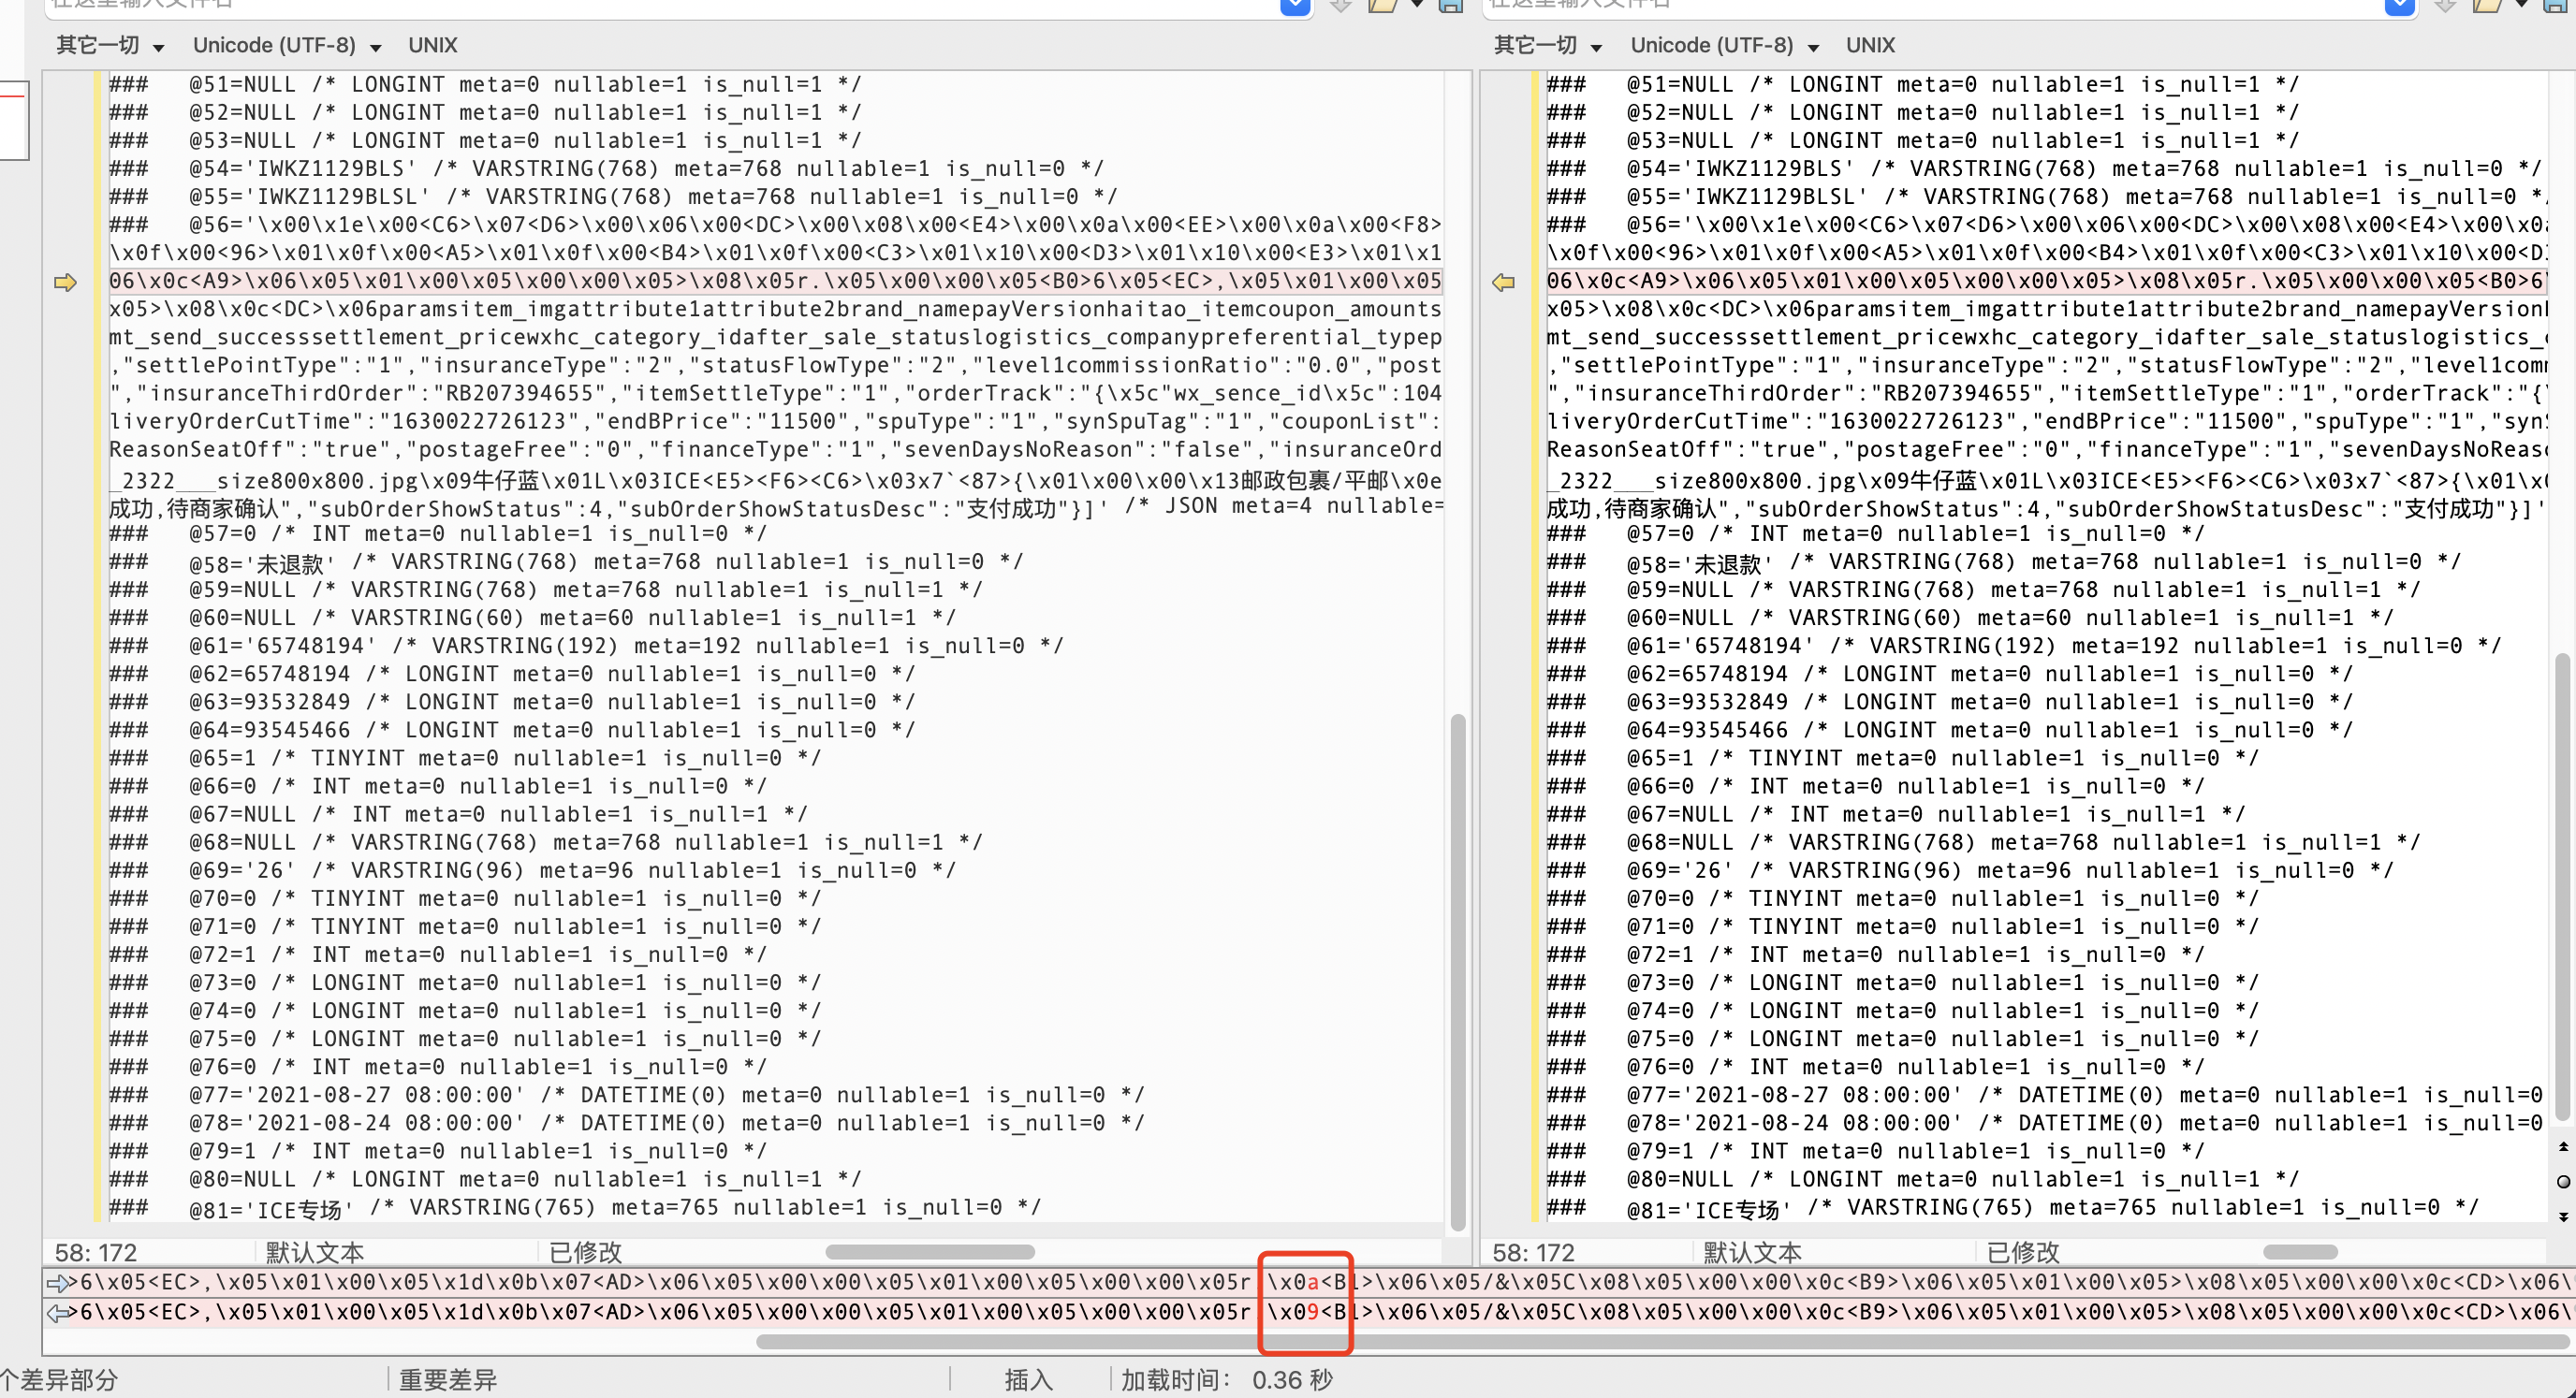 在这里输入文件名
在这里输入文件名
其它一切 Unicode (UTF-8) UNIX
其它一切 Unicode (UTF-8) UNIX
### @51=NULL /* LONGINT meta=0 nullable=1 is_null=1 */
### @52=NULL /* LONGINT meta=0 nullable=1 is_null=1 */
### @53=NULL /* LONGINT meta=0 nullable=1 is_null=1 */
### @54='IWKZ1129BLS' /* VARSTRING(768) meta=768 nullable=1 is_null=0 */
### @55='IWKZ1129BLSL' /* VARSTRING(768) meta=768 nullable=1 is_null=0 */
### @56='\x00\x1e\x00<C6>\x07<D6>\x00\x06\x00<DC>\x00\x08\x00<E4>\x00\x0a\x00<EE>\x00\x0a\x00<F8>
\x0f\x00<96>\x01\x0f\x00<A5>\x01\x0f\x00<B4>\x01\x0f\x00<C3>\x01\x10\x00<D3>\x01\x10\x00<E3>\x01\x1
06\x0c<A9>\x06\x05\x01\x00\x05\x00\x00\x05>\x08\x05r.\x05\x00\x00\x05<B0>6\x05<EC>,\x05\x01\x00\x05
x05>\x08\x0c<DC>\x06paramsitem_imgattribute1attribute2brand_namepayVersionhaitao_itemcoupon_amounts
mt_send_successsettlement_pricewxhc_category_idafter_sale_statuslogistics_companypreferential_typep
,"settlePointType":"1","insuranceType":"2","statusFlowType":"2","level1commissionRatio":"0.0","post
","insuranceThirdOrder":"RB207394655","itemSettleType":"1","orderTrack":"{\x5c"wx_sence_id\x5c":104
liveryOrderCutTime":"1630022726123","endBPrice":"11500","spuType":"1","synSpuTag":"1","couponList":
ReasonSeatOff":"true","postageFree":"0","financeType":"1","sevenDaysNoReason":"false","insuranceOrd
_2322___size800x800.jpg\x09牛仔蓝\x01L\x03ICE<E5><F6><C6>\x03x7`<87>{\x01\x00\x00\x13邮政包裹/平邮\x0e
成功,待商家确认","subOrderShowStatus":4,"subOrderShowStatusDesc":"支付成功"}]' /* JSON meta=4 nullable=
### @57=0 /* INT meta=0 nullable=1 is_null=0 */
### @58='未退款' /* VARSTRING(768) meta=768 nullable=1 is_null=0 */
### @59=NULL /* VARSTRING(768) meta=768 nullable=1 is_null=1 */
### @60=NULL /* VARSTRING(60) meta=60 nullable=1 is_null=1 */
### @61='65748194' /* VARSTRING(192) meta=192 nullable=1 is_null=0 */
### @62=65748194 /* LONGINT meta=0 nullable=1 is_null=0 */
### @63=93532849 /* LONGINT meta=0 nullable=1 is_null=0 */
### @64=93545466 /* LONGINT meta=0 nullable=1 is_null=0 */
### @65=1 /* TINYINT meta=0 nullable=1 is_null=0 */
### @66=0 /* INT meta=0 nullable=1 is_null=0 */
### @67=NULL /* INT meta=0 nullable=1 is_null=1 */
### @68=NULL /* VARSTRING(768) meta=768 nullable=1 is_null=1 */
### @69='26' /* VARSTRING(96) meta=96 nullable=1 is_null=0 */
### @70=0 /* TINYINT meta=0 nullable=1 is_null=0 */
### @71=0 /* TINYINT meta=0 nullable=1 is_null=0 */
### @72=1 /* INT meta=0 nullable=1 is_null=0 */
### @73=0 /* LONGINT meta=0 nullable=1 is_null=0 */
### @74=0 /* LONGINT meta=0 nullable=1 is_null=0 */
### @75=0 /* LONGINT meta=0 nullable=1 is_null=0 */
### @76=0 /* INT meta=0 nullable=1 is_null=0 */
### @77='2021-08-27 08:00:00' /* DATETIME(0) meta=0 nullable=1 is_null=0 */
### @78='2021-08-24 08:00:00' /* DATETIME(0) meta=0 nullable=1 is_null=0 */
### @79=1 /* INT meta=0 nullable=1 is_null=0 */
### @80=NULL /* LONGINT meta=0 nullable=1 is_null=1 */
### @81='ICE专场' /* VARSTRING(765) meta=765 nullable=1 is_null=0 */
58: 172 默认文本 已修改
### @51=NULL /* LONGINT meta=0 nullable=1 is_null=1 */
### @52=NULL /* LONGINT meta=0 nullable=1 is_null=1 */
### @53=NULL /* LONGINT meta=0 nullable=1 is_null=1 */
### @54='IWKZ1129BLS' /* VARSTRING(768) meta=768 nullable=1 is_null=0 */
### @55='IWKZ1129BLSL' /* VARSTRING(768) meta=768 nullable=1 is_null=0 *
### @56='\x00\x1e\x00<C6>\x07<D6>\x00\x06\x00<DC>\x00\x08\x00<E4>\x00\x0
\x0f\x00<96>\x01\x0f\x00<A5>\x01\x0f\x00<B4>\x01\x0f\x00<C3>\x01\x10\x00<D
06\x0c<A9>\x06\x05\x01\x00\x05\x00\x00\x05>\x08\x05r.\x05\x00\x00\x05<B0>6
x05>\x08\x0c<DC>\x06paramsitem_imgattribute1attribute2brand_namepayVersion
mt_send_successsettlement_pricewxhc_category_idafter_sale_statuslogistics_
,"settlePointType":"1","insuranceType":"2","statusFlowType":"2","level1com
","insuranceThirdOrder":"RB207394655","itemSettleType":"1","orderTrack":"{
liveryOrderCutTime":"1630022726123","endBPrice":"11500","spuType":"1","syn
ReasonSeatOff":"true","postageFree":"0","financeType":"1","sevenDaysNoReas
_2322___size800x800.jpg\x09牛仔蓝\x01L\x03ICE<E5><F6><C6>\x03x7`<87>{\x01\x
成功,待商家确认","subOrderShowStatus":4,"subOrderShowStatusDesc":"支付成功"}]'
### @57=0 /* INT meta=0 nullable=1 is_null=0 */
### @58='未退款' /* VARSTRING(768) meta=768 nullable=1 is_null=0 */
### @59=NULL /* VARSTRING(768) meta=768 nullable=1 is_null=1 */
### @60=NULL /* VARSTRING(60) meta=60 nullable=1 is_null=1 */
### @61='65748194' /* VARSTRING(192) meta=192 nullable=1 is_null=0 */
### @62=65748194 /* LONGINT meta=0 nullable=1 is_null=0 */
### @63=93532849 /* LONGINT meta=0 nullable=1 is_null=0 */
### @64=93545466 /* LONGINT meta=0 nullable=1 is_null=0 */
### @65=1 /* TINYINT meta=0 nullable=1 is_null=0 */
### @66=0 /* INT meta=0 nullable=1 is_null=0 */
### @67=NULL /* INT meta=0 nullable=1 is_null=1 */
### @68=NULL /* VARSTRING(768) meta=768 nullable=1 is_null=1 */
### @69='26' /* VARSTRING(96) meta=96 nullable=1 is_null=0 */
### @70=0 /* TINYINT meta=0 nullable=1 is_null=0 */
### @71=0 /* TINYINT meta=0 nullable=1 is_null=0 */
### @72=1 /* INT meta=0 nullable=1 is_null=0 */
### @73=0 /* LONGINT meta=0 nullable=1 is_null=0 */
### @74=0 /* LONGINT meta=0 nullable=1 is_null=0 */
### @75=0 /* LONGINT meta=0 nullable=1 is_null=0 */
### @76=0 /* INT meta=0 nullable=1 is_null=0 */
### @77='2021-08-27 08:00:00' /* DATETIME(0) meta=0 nullable=1 is_null=0
### @78='2021-08-24 08:00:00' /* DATETIME(0) meta=0 nullable=1 is_null=0
### @79=1 /* INT meta=0 nullable=1 is_null=0 */
### @80=NULL /* LONGINT meta=0 nullable=1 is_null=1 */
### @81='ICE专场' /* VARSTRING(765) meta=765 nullable=1 is_null=0 */
58: 172 默认文本 已修改
>6\x05<EC>,\x05\x01\x00\x05\x1d\x0b\x07<AD>\x06\x05\x00\x00\x05\x01\x00\x05\x00\x00\x05r \x0a<B1>\x06\x05/&\x05C\x08\x05\x00\x00\x0c<B9>\x06\x05\x01\x00\x05>\x08\x05\x00\x00\x0c<CD>\x06\
>6\x05<EC>,\x05\x01\x00\x05\x1d\x0b\x07<AD>\x06\x05\x00\x00\x05\x01\x00\x05\x00\x00\x05r \x09<B1>\x06\x05/&\x05C\x08\x05\x00\x00\x0c<B9>\x06\x05\x01\x00\x05>\x08\x05\x00\x00\x0c<CD>\x06\
个差异部分 重要差异 插入 加载时间: 0.36 秒